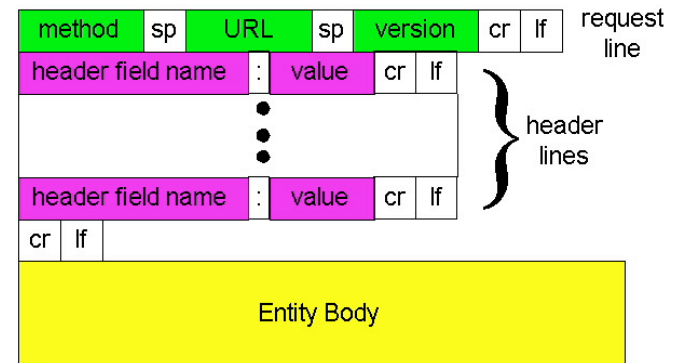 method sp URL sp version cr lf request line
header field name : value cr lf
header lines
header field name : value cr lf
cr lf
Entity Body